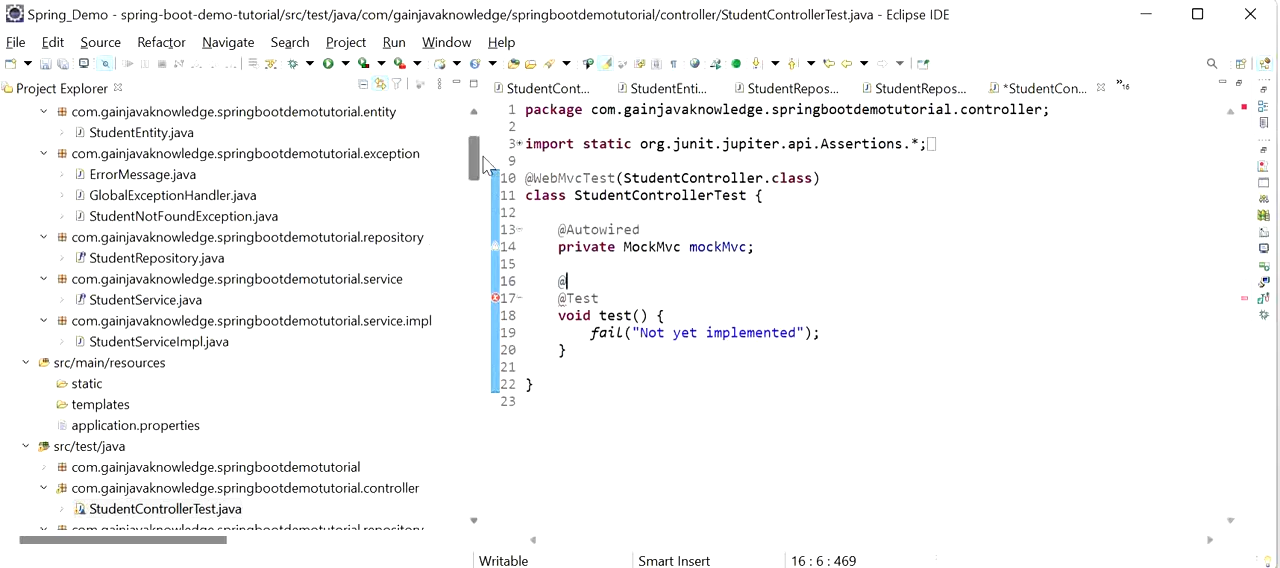 Spring_Demo - spring-boot-demo-tutorial/src/test/java/com/gainjavaknowledge/springbootdemotutorial/controller/StudentControllerTest.java - Eclipse IDE
File Edit Source Refactor Navigate Search Project Run Window Help
Project Explorer
com.gainjavaknowledge.springbootdemotutorial.entity
StudentEntity.java
com.gainjavaknowledge.springbootdemotutorial.exception
ErrorMessage.java
GlobalExceptionHandler.java
StudentNotFoundException.java
com.gainjavaknowledge.springbootdemotutorial.repository
StudentRepository.java
com.gainjavaknowledge.springbootdemotutorial.service
StudentService.java
com.gainjavaknowledge.springbootdemotutorial.service.impl
StudentServiceImpl.java
src/main/resources
static
templates
application.properties
src/test/java
com.gainjavaknowledge.springbootdemotutorial
com.gainjavaknowledge.springbootdemotutorial.controller
StudentControllerTest.java
com.gainjavaknowledge.springbootdemotutorial.repository
StudentCont... StudentEnti... StudentRepos... StudentRepos... *StudentCon... »16
1 package com.gainjavaknowledge.springbootdemotutorial.controller;
2
3 import static org.junit.jupiter.api.Assertions.*;
9
10 @WebMvcTest(StudentController.class)
11 class StudentControllerTest {
12
13 @Autowired
14 private MockMvc mockMvc;
15
16 @
17 @Test
18 void test() {
19 fail("Not yet implemented");
20 }
21
22 }
23
Writable Smart Insert 16 : 6 : 469